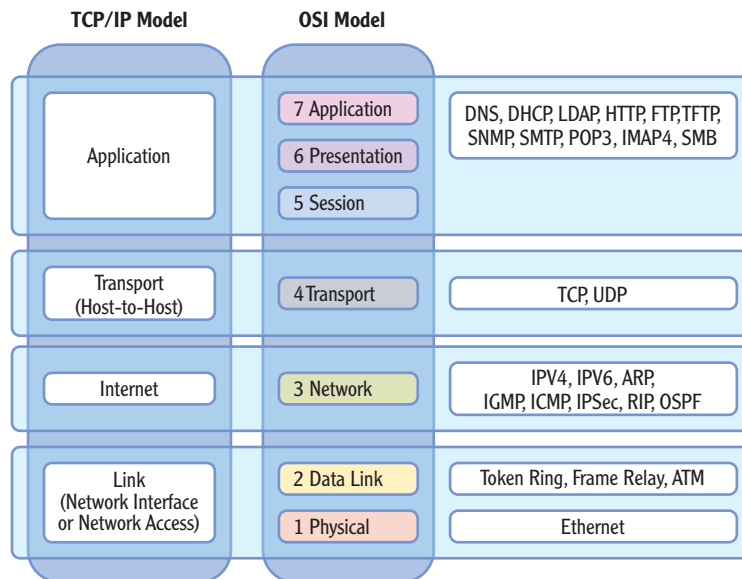 TCP/IP Model
OSI Model
Application
7 Application
6 Presentation
5 Session
DNS, DHCP, LDAP, HTTP, FTP,TFTP,
SNMP, SMTP, POP3, IMAP4, SMB
Transport
(Host-to-Host)
4 Transport
TCP, UDP
Internet
3 Network
IPV4, IPV6, ARP,
IGMP, ICMP, IPSec, RIP, OSPF
Link
(Network Interface
or Network Access)
2 Data Link
Token Ring, Frame Relay, ATM
1 Physical
Ethernet